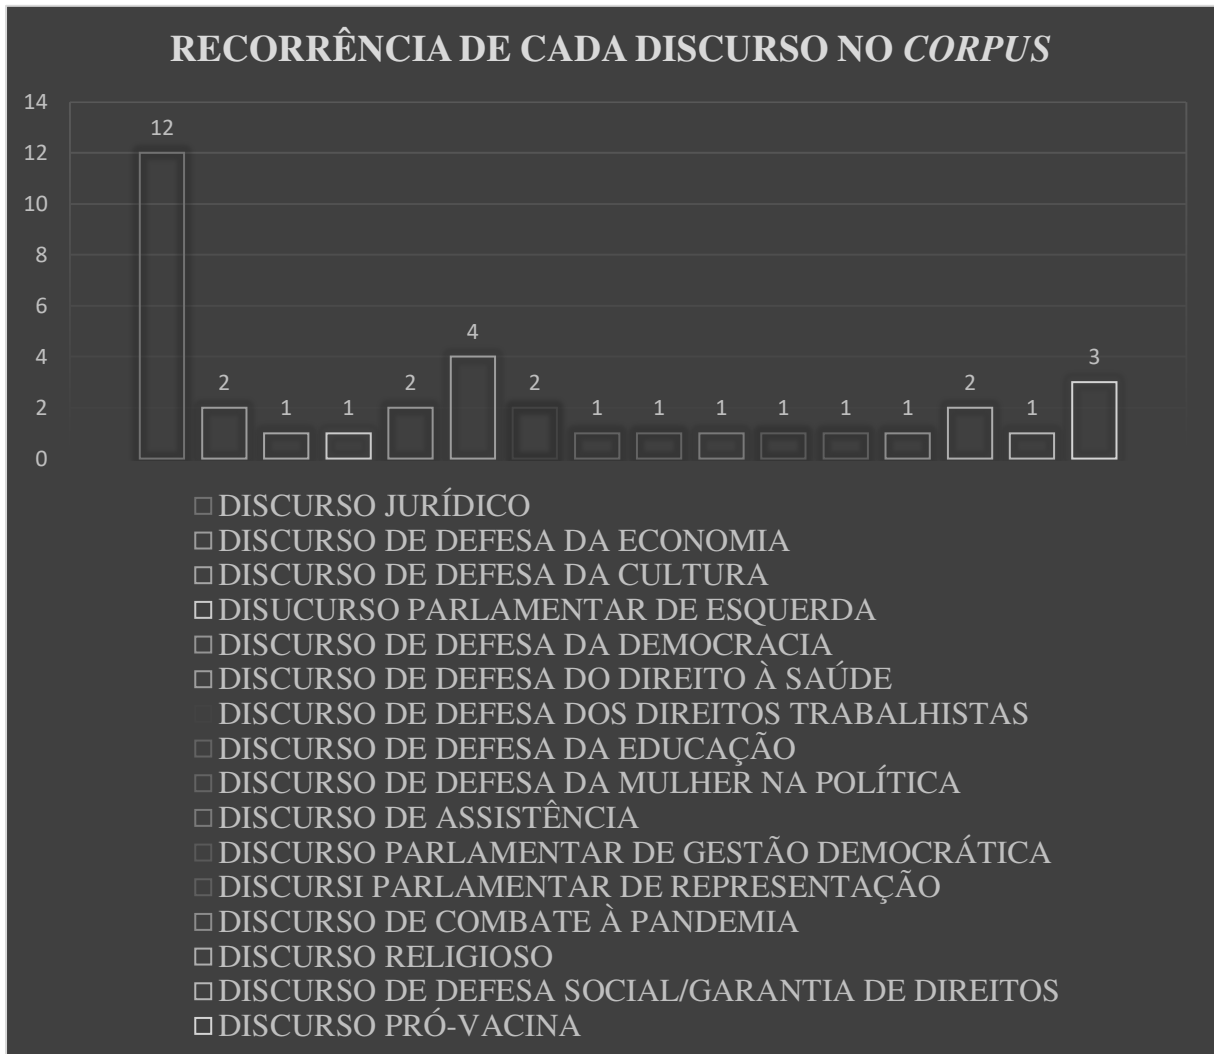 RECORRÊNCIA DE CADA DISCURSO NO CORPUS
14
12
10
8
6
4
2
0
12
2
1
1
2
4
2
1
1
1
1
1
1
2
1
3
DISCURSO JURÍDICO
DISCURSO DE DEFESA DA ECONOMIA
DISCURSO DE DEFESA DA CULTURA
DISUCURSO PARLAMENTAR DE ESQUERDA
DISCURSO DE DEFESA DA DEMOCRACIA
DISCURSO DE DEFESA DO DIREITO À SAÚDE
DISCURSO DE DEFESA DOS DIREITOS TRABALHISTAS
DISCURSO DE DEFESA DA EDUCAÇÃO
DISCURSO DE DEFESA DA MULHER NA POLÍTICA
DISCURSO DE ASSISTÊNCIA
DISCURSO PARLAMENTAR DE GESTÃO DEMOCRÁTICA
DISCURSI PARLAMENTAR DE REPRESENTAÇÃO
DISCURSO DE COMBATE À PANDEMIA
DISCURSO RELIGIOSO
DISCURSO DE DEFESA SOCIAL/GARANTIA DE DIREITOS
DISCURSO PRÓ-VACINA